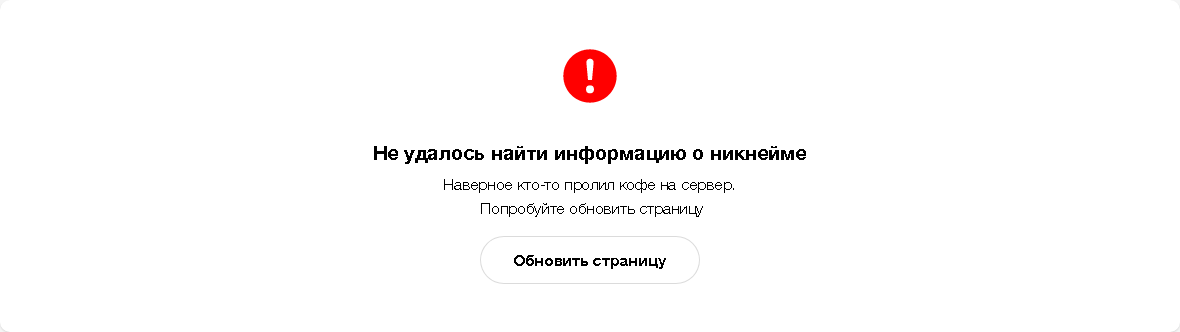 Не удалось найти информацию о никнейме
Наверное кто-то пролил кофе на сервер.
Попробуйте обновить страницу
Обновить страницу